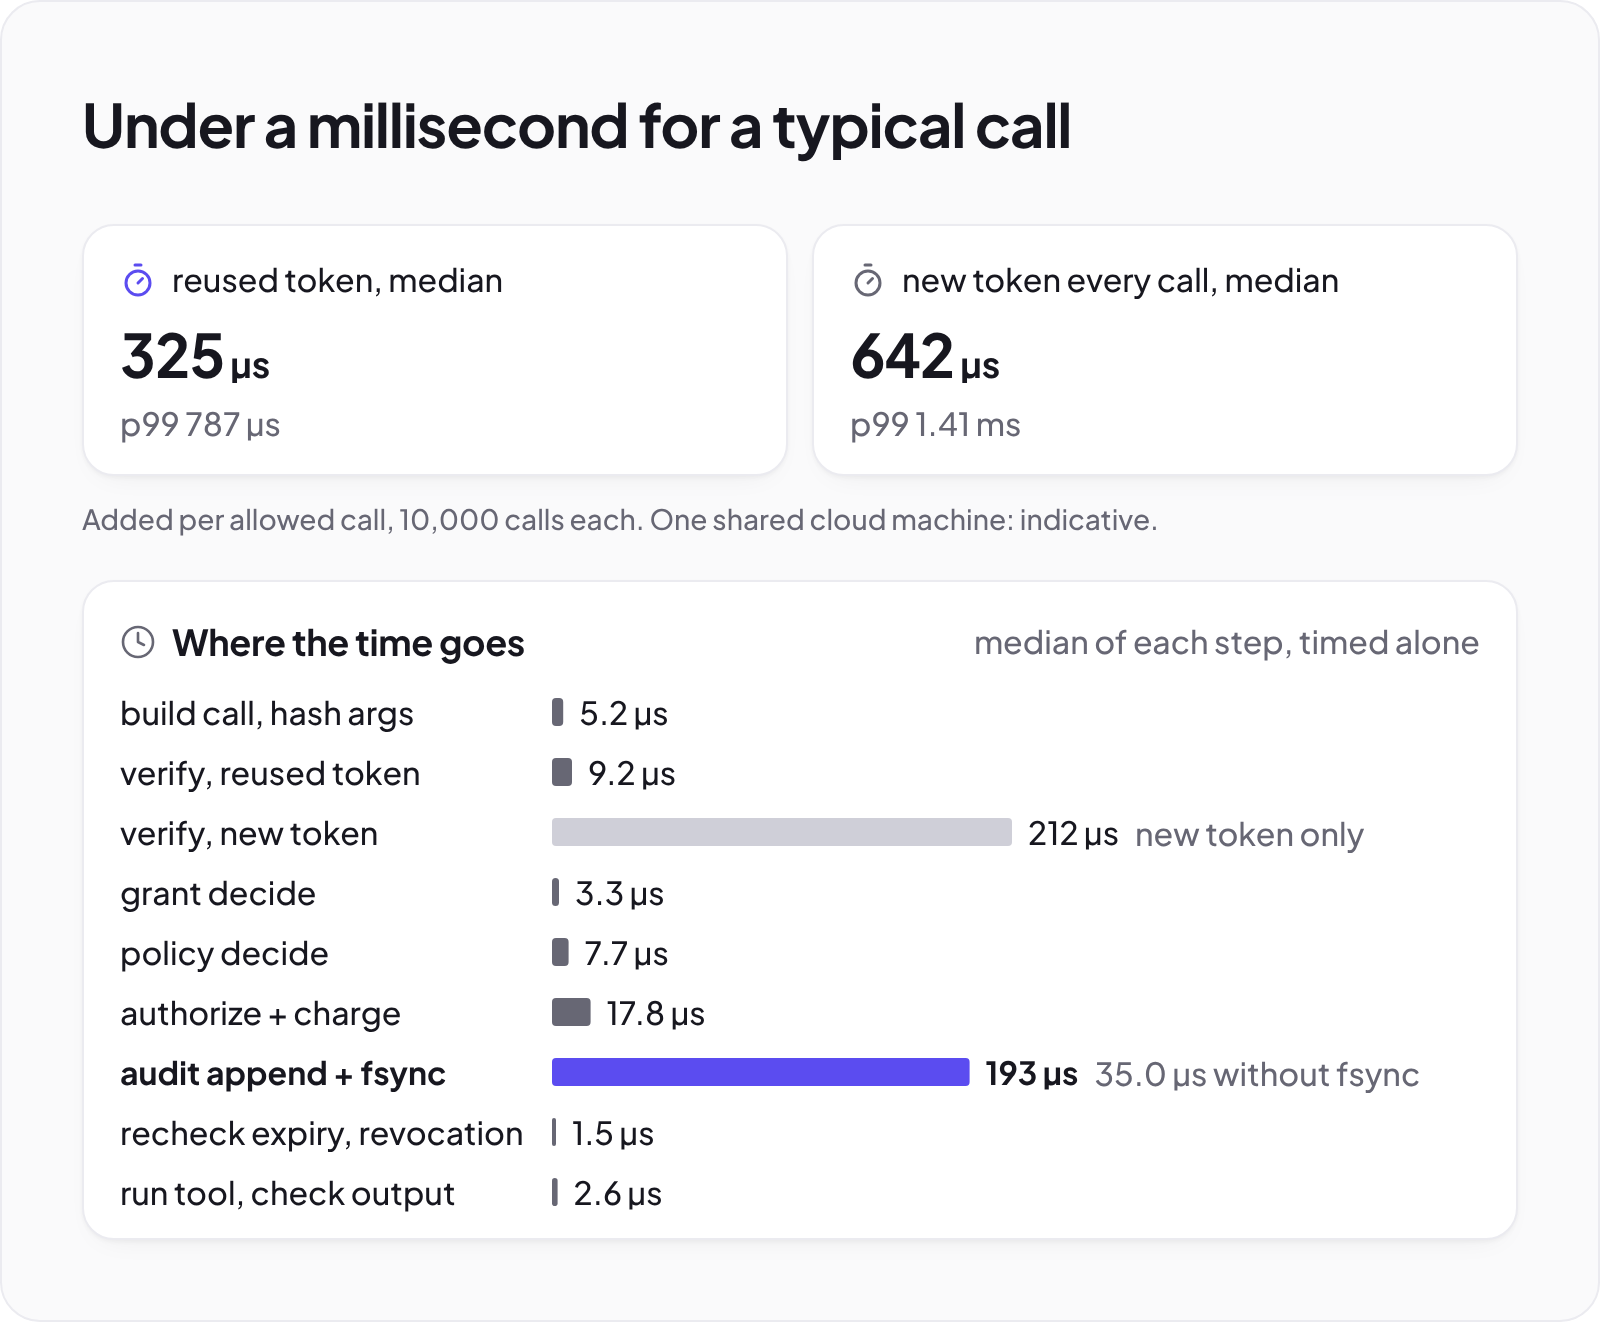 Under a millisecond for a typical call
reused token, median
325 µs
p99 787 µs
new token every call, median
642 µs
p99 1.41 ms
Added per allowed call, 10,000 calls each. One shared cloud machine: indicative.
Where the time goes
median of each step, timed alone
build call, hash args 5.2 µs
verify, reused token 9.2 µs
verify, new token 212 µs new token only
grant decide 3.3 µs
policy decide 7.7 µs
authorize + charge 17.8 µs
audit append + fsync 193 µs 35.0 µs without fsync
recheck expiry, revocation 1.5 µs
run tool, check output 2.6 µs